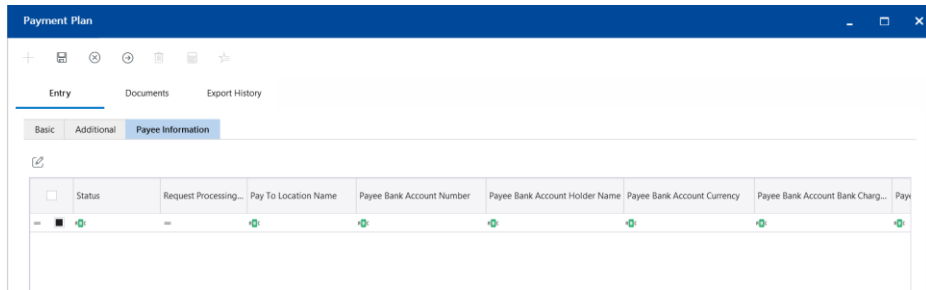 Payment Plan
Entry Documents Export History
Basic Additional Payee Information
Status Request Processing... Pay To Location Name Payee Bank Account Number Payee Bank Account Holder Name Payee Bank Account Currency Payee Bank Account Bank Charg... Paye
= =